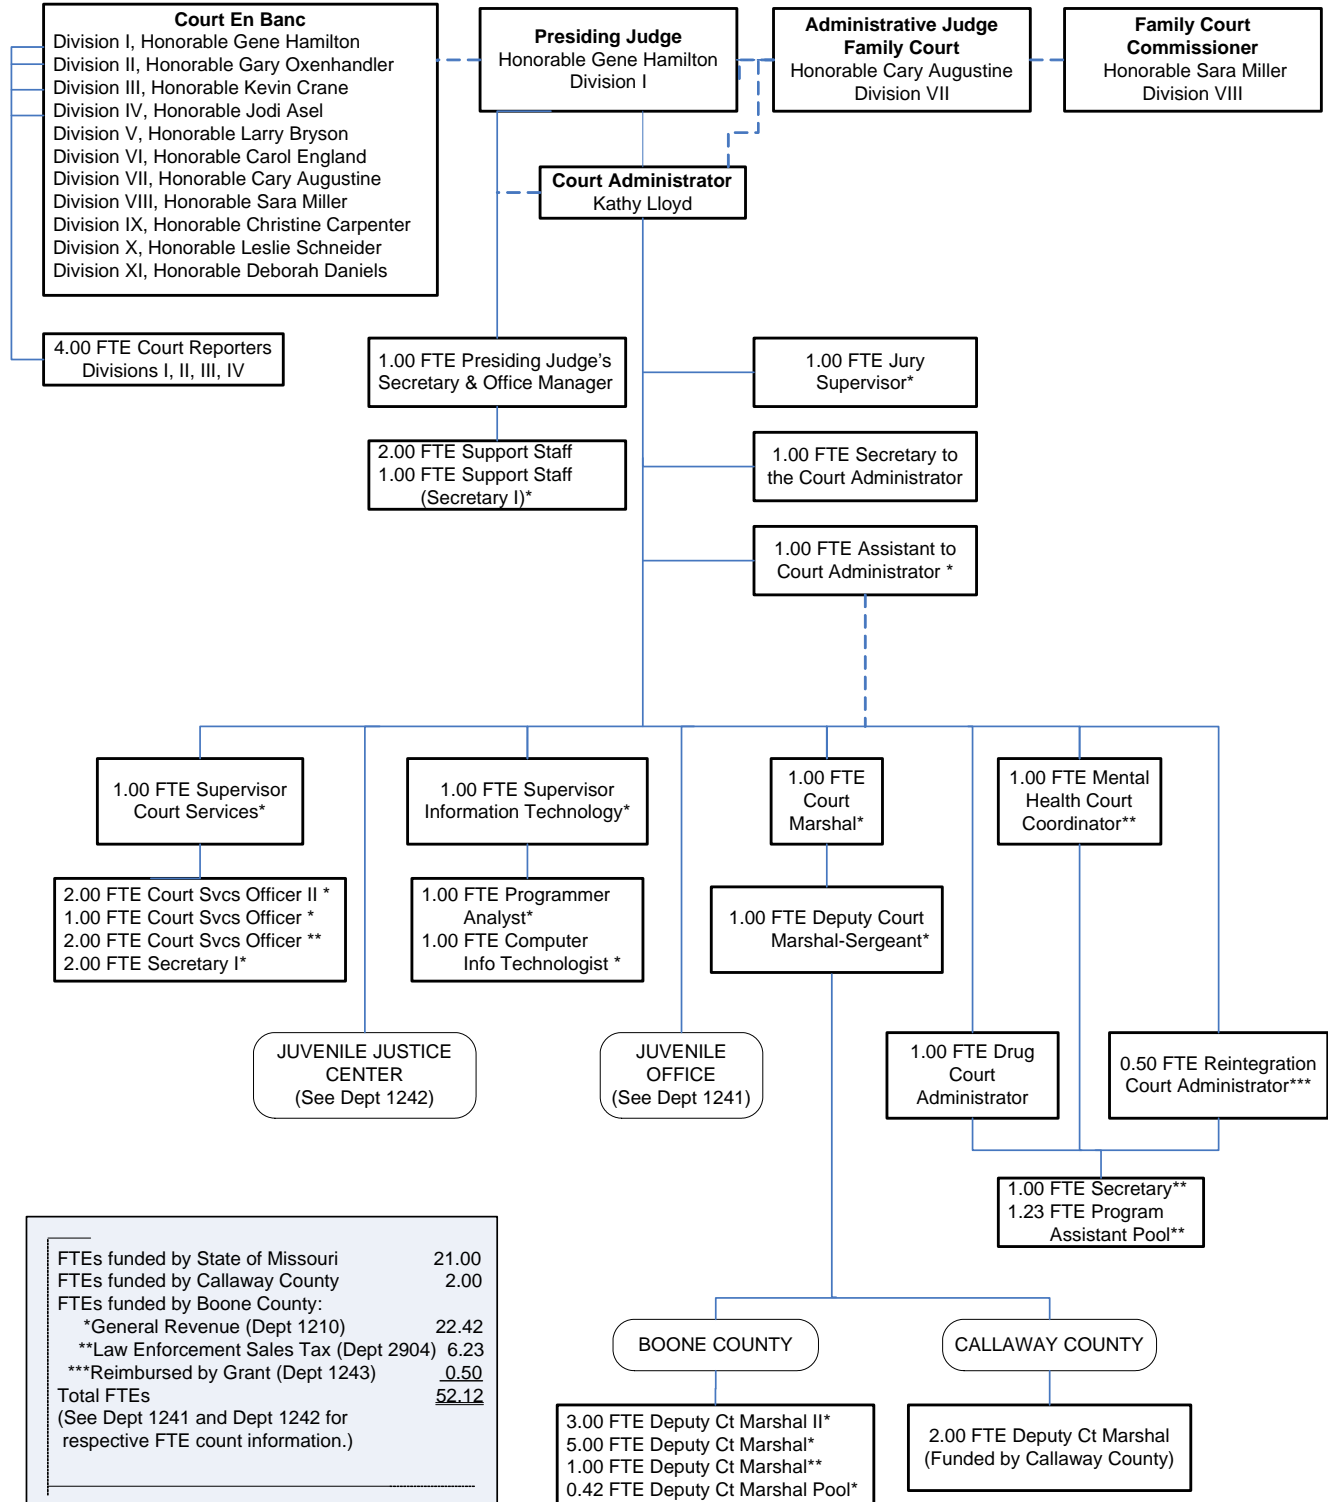 Court En Banc
Division I, Honorable Gene Hamilton
Division II, Honorable Gary Oxenhandler
Division III, Honorable Kevin Crane
Division IV, Honorable Jodi Asel
Division V, Honorable Larry Bryson
Division VI, Honorable Carol England
Division VII, Honorable Cary Augustine
Division VIII, Honorable Sara Miller
Division IX, Honorable Christine Carpenter
Division X, Honorable Leslie Schneider
Division XI, Honorable Deborah Daniels
Presiding Judge
Honorable Gene Hamilton
Division I
Administrative Judge
Family Court
Honorable Cary Augustine
Division VII
Family Court
Commissioner
Honorable Sara Miller
Division VIII
Court Administrator
Kathy Lloyd
4.00 FTE Court Reporters
Divisions I, II, III, IV
1.00 FTE Presiding Judge's
Secretary & Office Manager
1.00 FTE Jury
Supervisor*
2.00 FTE Support Staff
1.00 FTE Support Staff
(Secretary I)*
1.00 FTE Secretary to
the Court Administrator
1.00 FTE Assistant to
Court Administrator *
1.00 FTE Supervisor
Court Services*
1.00 FTE Supervisor
Information Technology*
1.00 FTE
Court
Marshal*
1.00 FTE Mental
Health Court
Coordinator**
2.00 FTE Court Svcs Officer II *
1.00 FTE Court Svcs Officer *
2.00 FTE Court Svcs Officer **
2.00 FTE Secretary I*
1.00 FTE Programmer
Analyst*
1.00 FTE Computer
Info Technologist *
1.00 FTE Deputy Court
Marshal-Sergeant*
JUVENILE JUSTICE
CENTER
(See Dept 1242)
JUVENILE
OFFICE
(See Dept 1241)
1.00 FTE Drug
Court
Administrator
0.50 FTE Reintegration
Court Administrator***
1.00 FTE Secretary**
1.23 FTE Program
Assistant Pool**
FTEs funded by State of Missouri 21.00
FTEs funded by Callaway County 2.00
FTEs funded by Boone County:
*General Revenue (Dept 1210) 22.42
**Law Enforcement Sales Tax (Dept 2904) 6.23
***Reimbursed by Grant (Dept 1243) 0.50
Total FTEs 52.12
(See Dept 1241 and Dept 1242 for
respective FTE count information.)
BOONE COUNTY
CALLAWAY COUNTY
3.00 FTE Deputy Ct Marshal II*
5.00 FTE Deputy Ct Marshal*
1.00 FTE Deputy Ct Marshal**
0.42 FTE Deputy Ct Marshal Pool*
2.00 FTE Deputy Ct Marshal
(Funded by Callaway County)